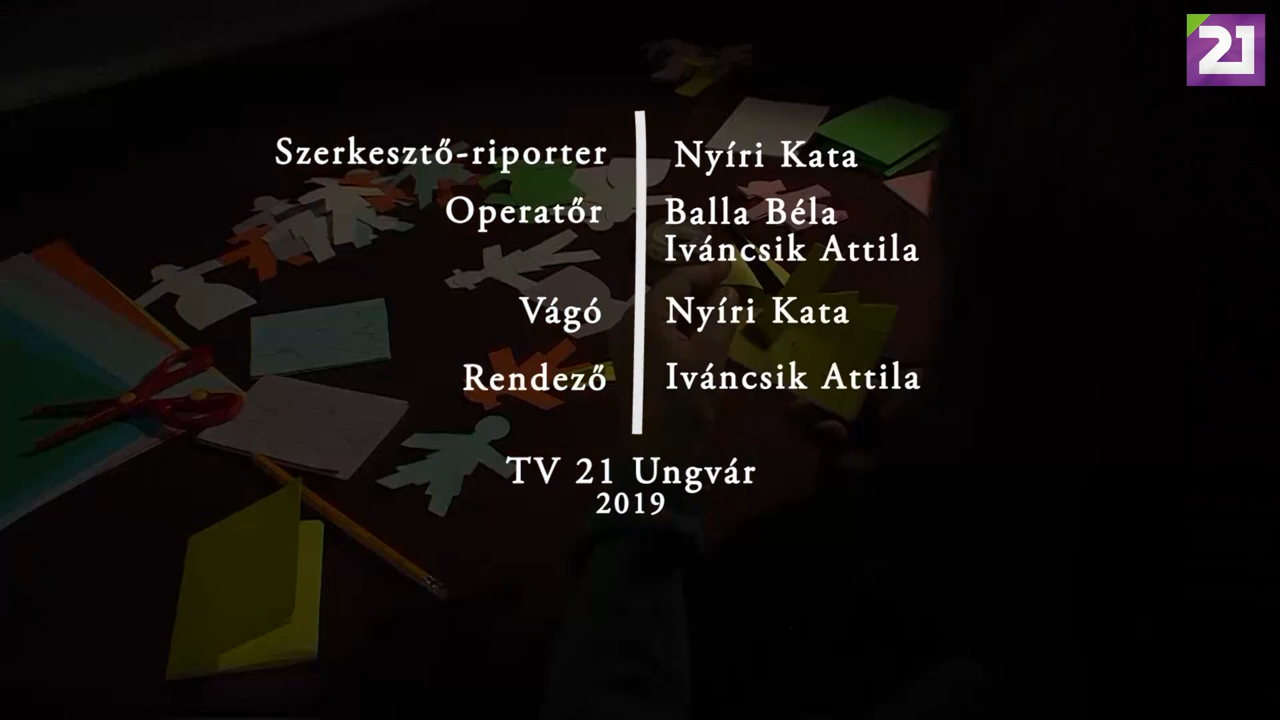 21
Szerkesztő-riporter Nyíri Kata
Operatőr Balla Béla
Iváncsik Attila
Vágó Nyíri Kata
Rendező Iváncsik Attila
TV 21 Ungvár
2019